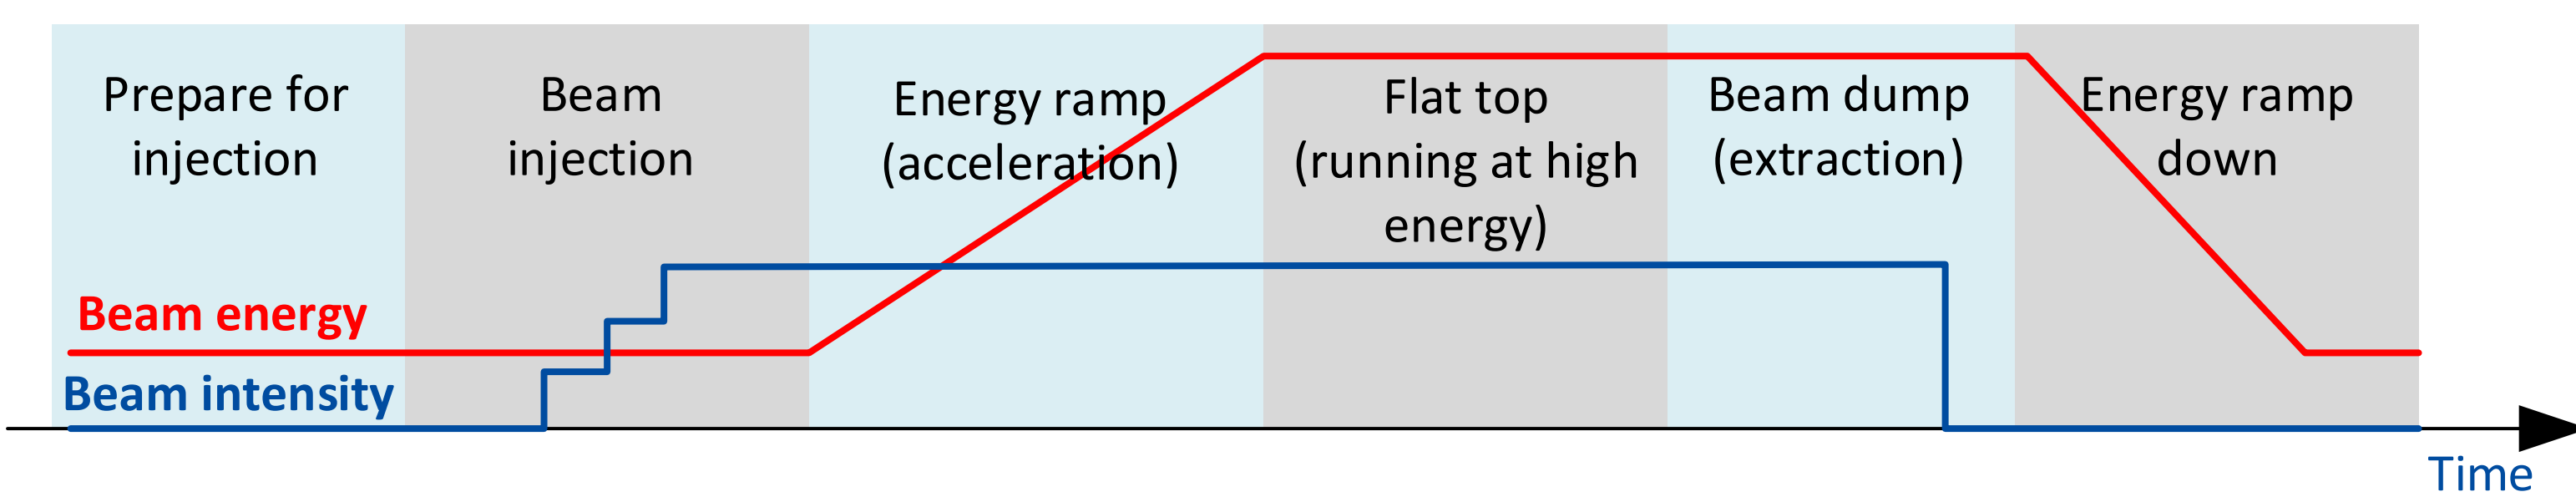 Prepare for
injection
Beam
injection
Energy ramp
(acceleration)
Flat top
(running at high
energy)
Beam dump
(extraction)
Energy ramp
down
Beam energy
Beam intensity
Time